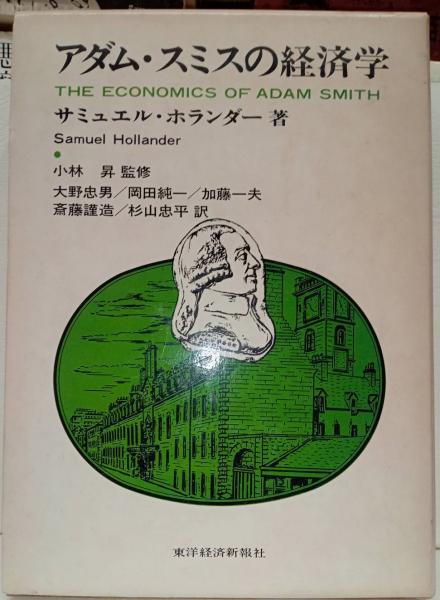 アダム・スミスの経済学
THE ECONOMICS OF ADAM SMITH
サミュエル・ホランダー 著
Samuel Hollander
小林 昇 監修
大野忠男／岡田純一／加藤一夫
斎藤謹造／杉山忠平 訳
東洋経済新報社